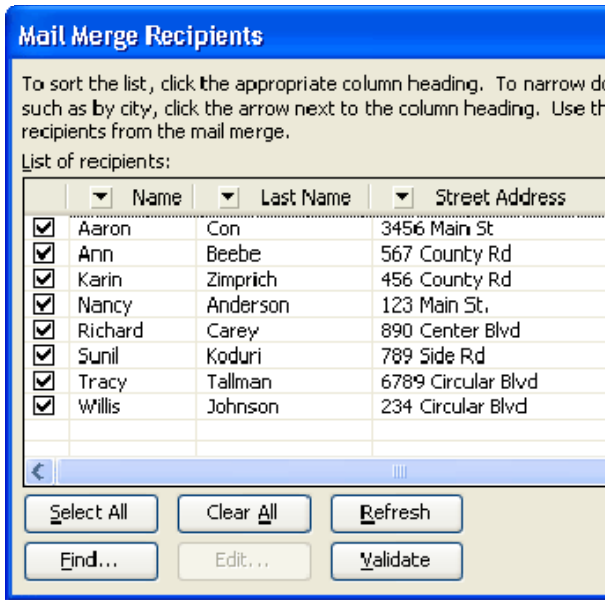 Mail Merge Recipients
To sort the list, click the appropriate column heading. To narrow
such as by city, click the arrow next to the column heading. Use
recipients from the mail merge.
List of recipients:
Name Last Name Street Address
Aaron Con 3456 Main St
Ann Beebe 567 County Rd
Karin Zimprich 456 County Rd
Nancy Anderson 123 Main St.
Richard Carey 890 Center Blvd
Sunil Koduri 789 Side Rd
Tracy Tallman 6789 Circular Blvd
Willis Johnson 234 Circular Blvd
Select All Clear All Refresh
Find... Edit... Validate